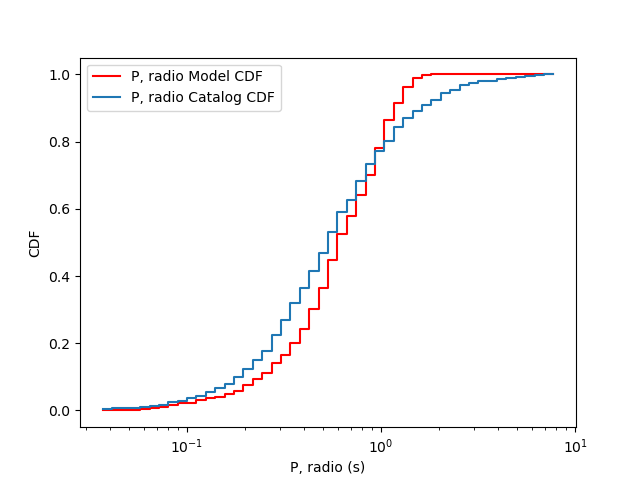 P, radio Model CDF
P, radio Catalog CDF
1.0
0.8
0.6
0.4
0.2
0.0
CDF
10⁻¹
10⁰
10¹
P, radio (s)